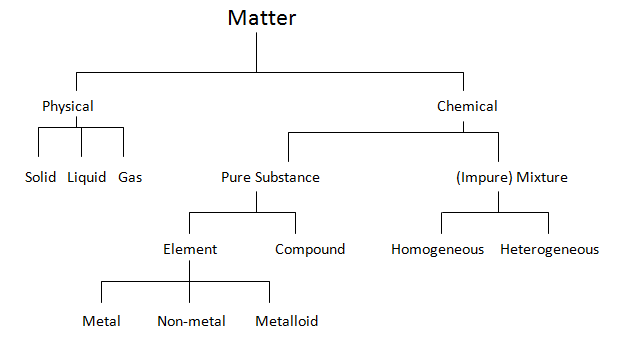 Matter
Physical Chemical
Solid Liquid Gas Pure Substance (Impure) Mixture
Element Compound Homogeneous Heterogeneous
Metal Non-metal Metalloid